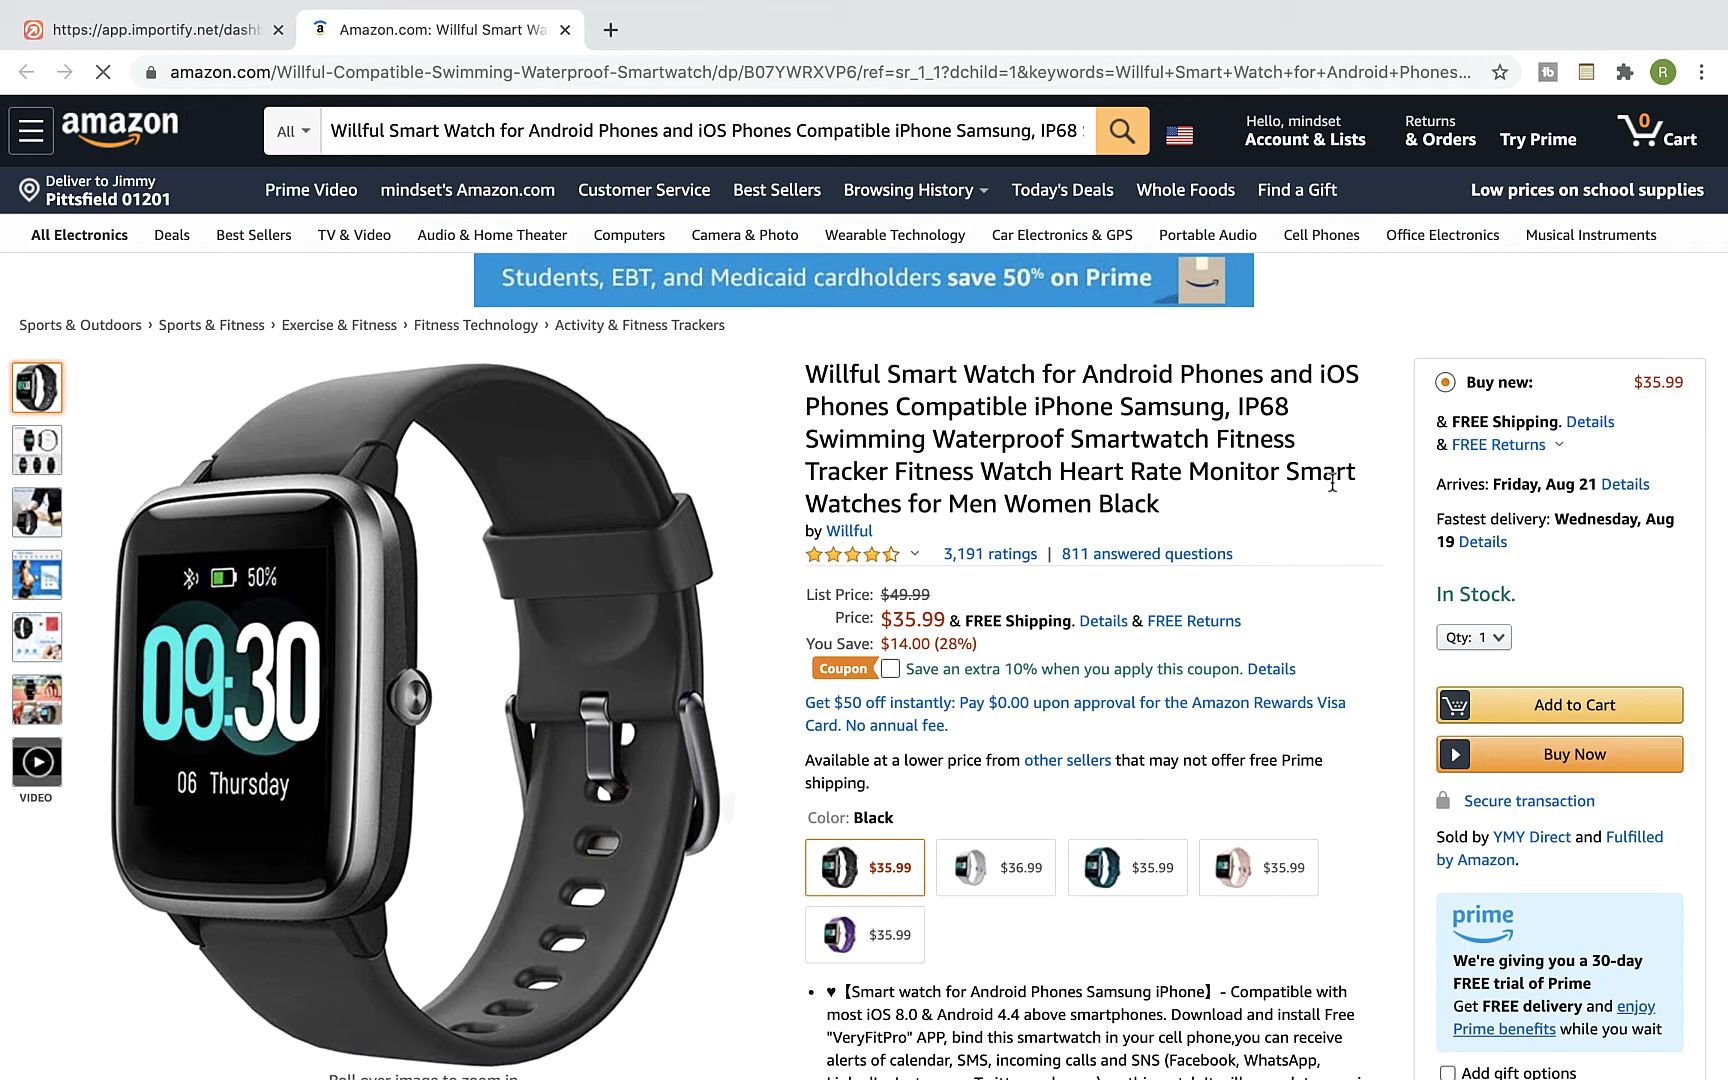 https://app.importify.net/dashb
Amazon.com: Willful Smart Wa
amazon.com/Willful-Compatible-Swimming-Waterproof-Smartwatch/dp/B07YWRXVP6/ref=sr_1_1?dchild=1&keywords=Willful+Smart+Watch+for+Android+Phones...
R
amazon
All
Willful Smart Watch for Android Phones and iOS Phones Compatible iPhone Samsung, IP68
Hello, mindset
Account & Lists
Returns
& Orders
Try Prime
0
Cart
Deliver to Jimmy
Pittsfield 01201
Prime Video mindset's Amazon.com Customer Service Best Sellers Browsing History Today's Deals Whole Foods Find a Gift
Low prices on school supplies
All Electronics Deals Best Sellers TV & Video Audio & Home Theater Computers Camera & Photo Wearable Technology Car Electronics & GPS Portable Audio Cell Phones Office Electronics Musical Instruments
Students, EBT, and Medicaid cardholders save 50% on Prime
Sports & Outdoors › Sports & Fitness › Exercise & Fitness › Fitness Technology › Activity & Fitness Trackers
VIDEO
50%
09:30
06 Thursday
Willful Smart Watch for Android Phones and iOS
Phones Compatible iPhone Samsung, IP68
Swimming Waterproof Smartwatch Fitness
Tracker Fitness Watch Heart Rate Monitor Smart
Watches for Men Women Black
by Willful
3,191 ratings | 811 answered questions
List Price: $49.99
Price: $35.99 & FREE Shipping. Details & FREE Returns
You Save: $14.00 (28%)
Coupon Save an extra 10% when you apply this coupon. Details
Get $50 off instantly: Pay $0.00 upon approval for the Amazon Rewards Visa
Card. No annual fee.
Available at a lower price from other sellers that may not offer free Prime
shipping.
Color: Black
$35.99 $36.99 $35.99 $35.99
$35.99
• ♥【Smart watch for Android Phones Samsung iPhone】- Compatible with
most iOS 8.0 & Android 4.4 above smartphones. Download and install Free
"VeryFitPro" APP, bind this smartwatch in your cell phone,you can receive
alerts of calendar, SMS, incoming calls and SNS (Facebook, WhatsApp,
Roll over image to zoom in
Buy new: $35.99
& FREE Shipping. Details
& FREE Returns
Arrives: Friday, Aug 21 Details
Fastest delivery: Wednesday, Aug
19 Details
In Stock.
Qty: 1
Add to Cart
Buy Now
Secure transaction
Sold by YMY Direct and Fulfilled
by Amazon.
prime
We're giving you a 30-day
FREE trial of Prime
Get FREE delivery and enjoy
Prime benefits while you wait
Add gift options